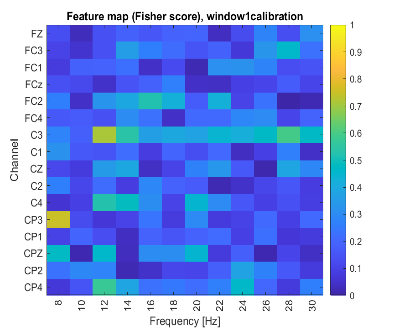 Feature map (Fisher score), window1calibration
Channel
FZ
FC3
FC1
FCz
FC2
FC4
C3
C1
CZ
C2
C4
CP3
CP1
CPZ
CP2
CP4
8 10 12 14 16 18 20 22 24 26 28 30
Frequency [Hz]
1
0.9
0.8
0.7
0.6
0.5
0.4
0.3
0.2
0.1
0